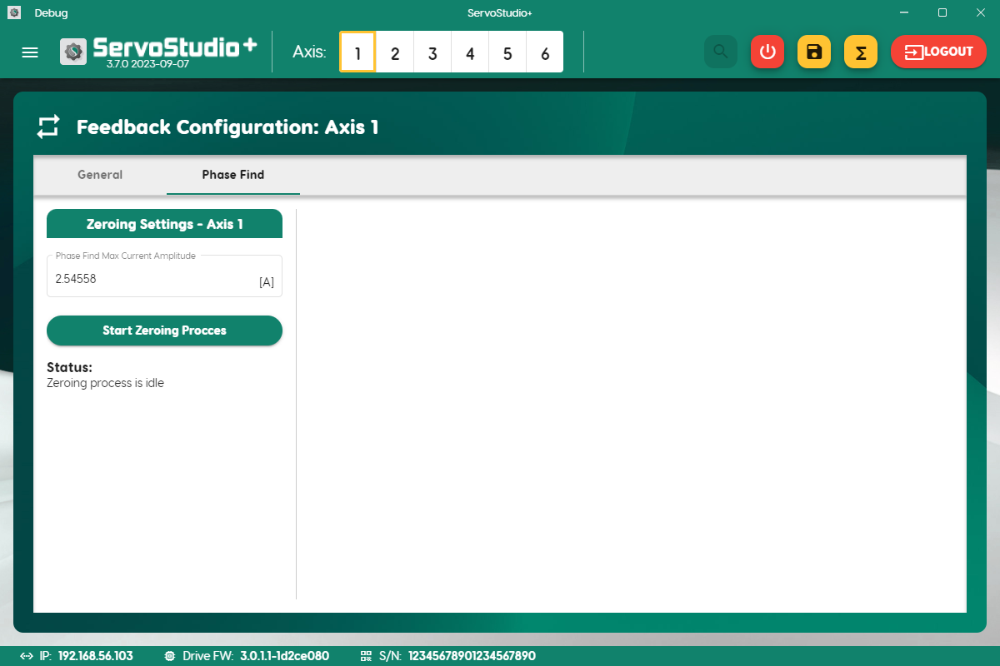 Debug
ServoStudio+
ServoStudio+
3.7.0 2023-09-07
Axis:
1 2 3 4 5 6
Σ
LOGOUT
Feedback Configuration: Axis 1
General
Phase Find
Zeroing Settings - Axis 1
Phase Find Max Current Amplitude
2.54558
[A]
Start Zeroing Procces
Status:
Zeroing process is idle
IP: 192.168.56.103
Drive FW: 3.0.1.1-1d2ce080
S/N: 12345678901234567890